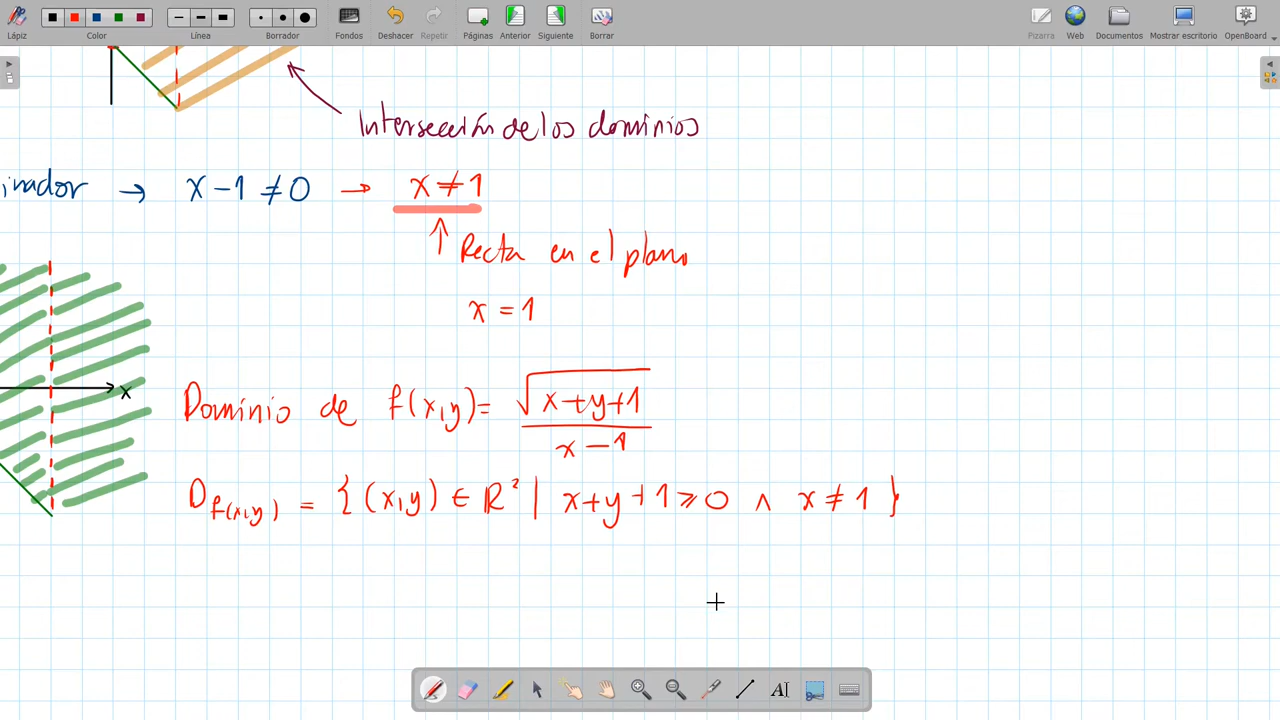 Lápiz Color Línea Borrador Fondos Deshacer Repetir Páginas Anterior Siguiente Borrar Pizarra Web Documentos Mostrar escritorio OpenBoard
Intersección de los dominios
inador → x - 1 ≠ 0 → x ≠ 1
↑ Recta en el plano
x = 1
x
Dominio de f(x,y) = √(x+y+1) / (x-1)
D f(x,y) = { (x,y) ∈ ℝ² | x+y+1 ⩾ 0 ∧ x ≠ 1 }
AI